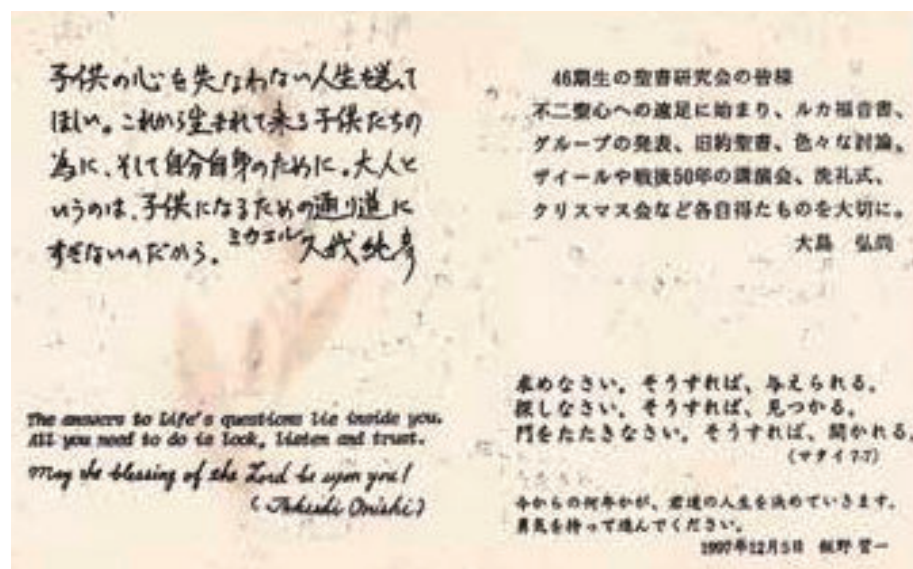 子供の心を失なわない人生を送って
ほしい。これから生まれて来る子供たちの
為に、そして自分自身のために。大人と
いうのは、子供になるための通り道に
すぎないのだから。ミカエル 久我純彦
46期生の聖書研究会の皆様
不二聖心への遠足に始まり、ルカ福音書、
グループの発表、旧約聖書、色々な討論。
ザイールや戦後50年の講演会、洗礼式、
クリスマス会など各自得たものを大切に。
大島 弘尚
The answers to Life's questions lie inside you.
All you need to do is look, listen and trust.
May the blessing of the Lord be upon you!
(Takeshi Onishi)
求めなさい。そうすれば、与えられる。
探しなさい。そうすれば、見つかる。
門をたたきなさい。そうすれば、開かれる。
(マタイ7-7)
今からの何年かが、君達の人生を決めていきます。
勇気を持って進んでください。
1997年12月5日 野 一